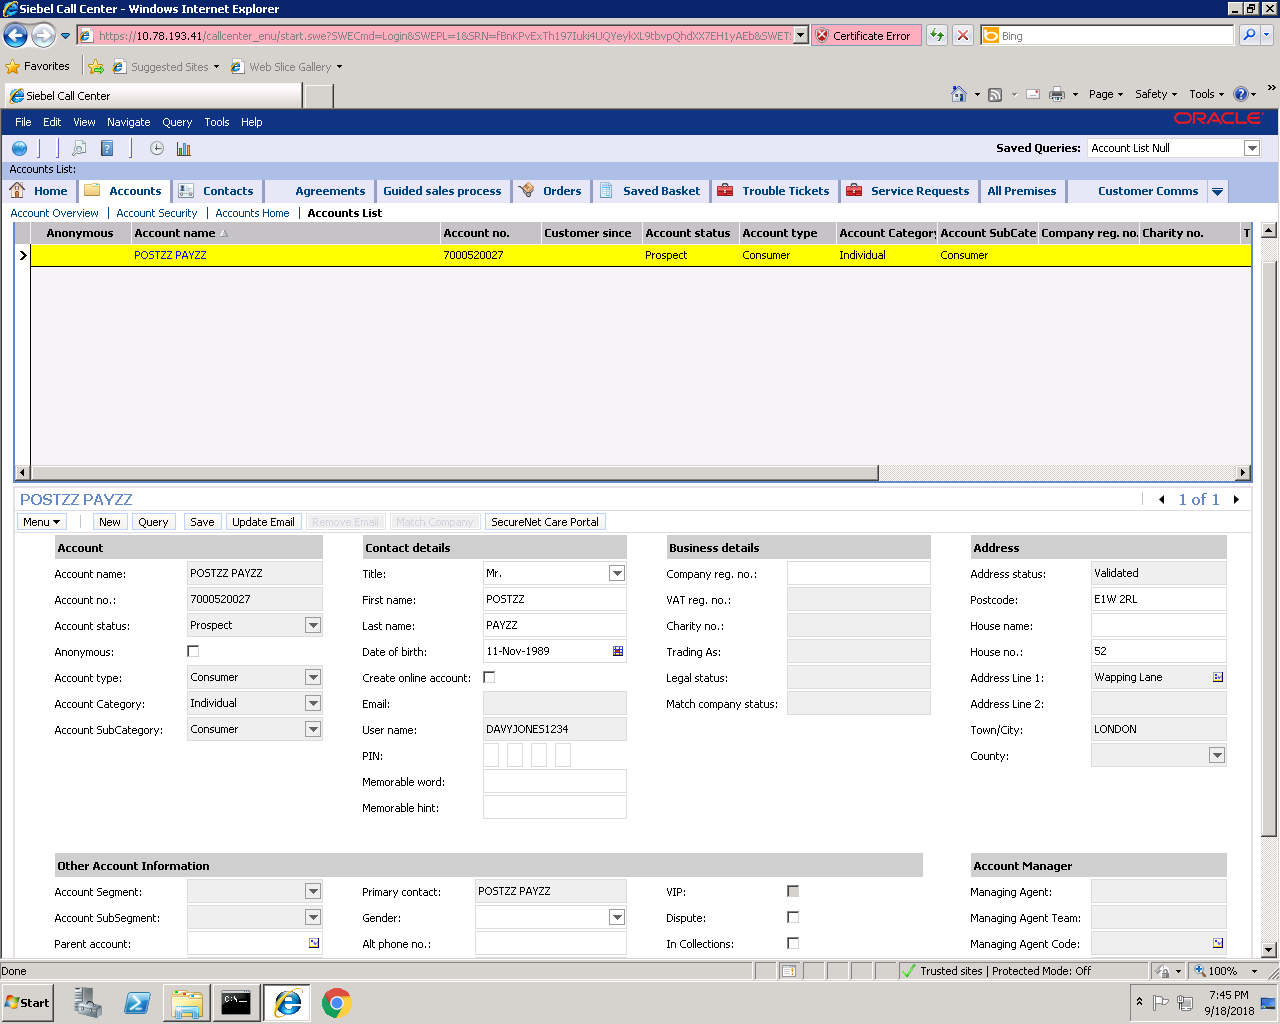 Siebel Call Center - Windows Internet Explorer
https://10.78.193.41/callcenter_enu/start.swe?SWECmd=Login&SWEPL=1&SRN= Certificate Error Bing
Favorites Suggested Sites Web Slice Gallery
Siebel Call Center Page Safety Tools »
File Edit View Navigate Query Tools Help ORACLE
Saved Queries: Account List Null
Accounts List:
Home Accounts Contacts Agreements Guided sales process Orders Saved Basket Trouble Tickets Service Requests All Premises Customer Comms
Account Overview | Account Security | Accounts Home | Accounts List
Anonymous Account name Account no. Customer since Account status Account type Account Category Account SubCate Company reg. no. Charity no. T
POSTZZ PAYZZ 7000520027 Prospect Consumer Individual Consumer
POSTZZ PAYZZ 1 of 1
Menu New Query Save Update Email Remove Email Match Company SecureNet Care Portal
Account Contact details Business details Address
Account name: POSTZZ PAYZZ Title: Mr. Company reg. no.: Address status: Validated
Account no.: 7000520027 First name: POSTZZ VAT reg. no.: Postcode: E1W 2RL
Account status: Prospect Last name: PAYZZ Charity no.: House name:
Anonymous: Date of birth: 11-Nov-1989 Trading As: House no.: 52
Account type: Consumer Create online account: Legal status: Address Line 1: Wapping Lane
Account Category: Individual Email: Match company status: Address Line 2:
Account SubCategory: Consumer User name: DAVYJONES1234 Town/City: LONDON
PIN: County:
Memorable word:
Memorable hint:
Other Account Information Account Manager
Account Segment: Primary contact: POSTZZ PAYZZ VIP: Managing Agent:
Account SubSegment: Gender: Dispute: Managing Agent Team:
Parent account: Alt phone no.: In Collections: Managing Agent Code:
Done Trusted sites | Protected Mode: Off 100%
Start C:\. 7:45 PM
9/18/2018